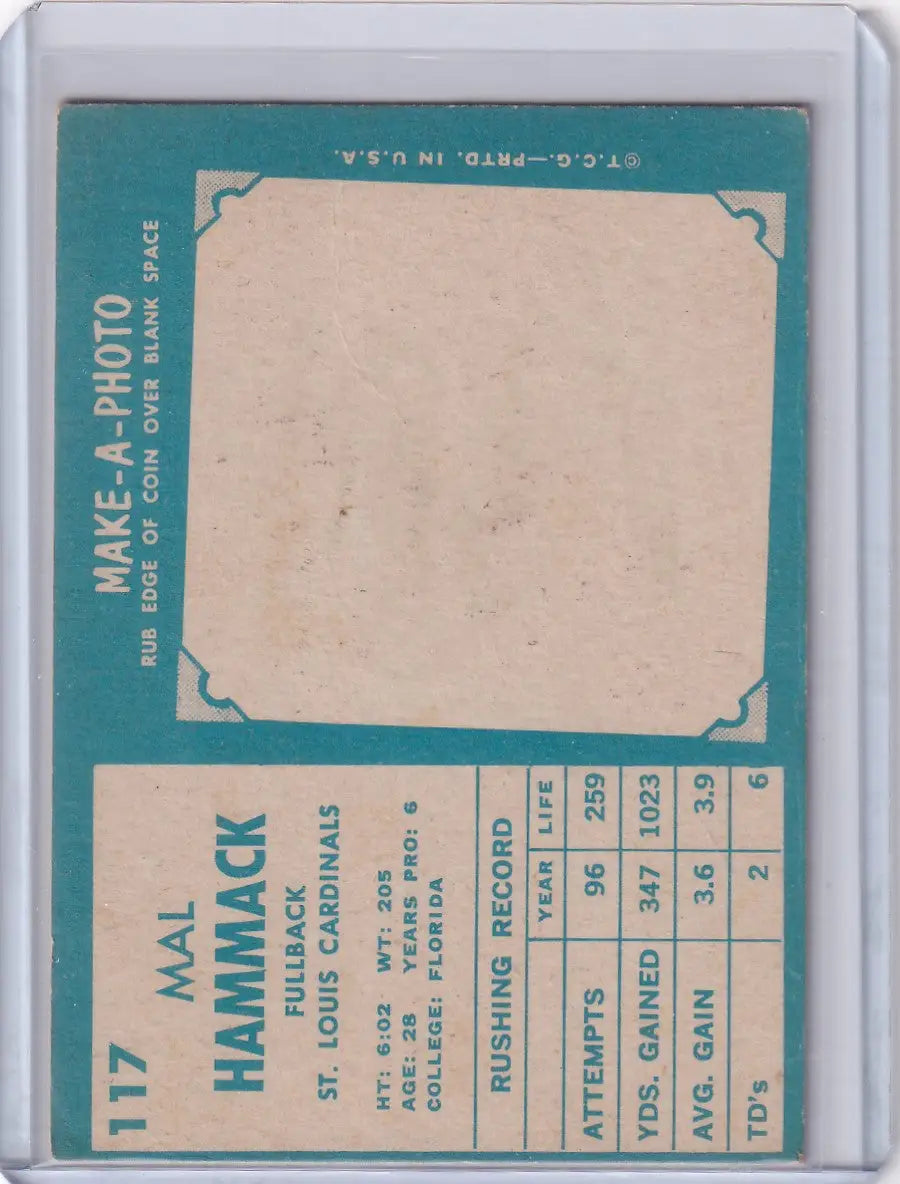 117
MAL
HAMMACK
FULLBACK
ST. LOUIS CARDINALS
HT: 6:02 WT: 205
AGE: 28 YEARS PRO: 6
COLLEGE: FLORIDA
RUSHING RECORD
YEAR LIFE
ATTEMPTS 96 259
YDS. GAINED 347 1023
AVG. GAIN 3.6 3.9
TD's 2 6
MAKE-A-PHOTO
RUB EDGE OF COIN OVER BLANK SPACE
©T.C.G.—PRTD. IN U.S.A.